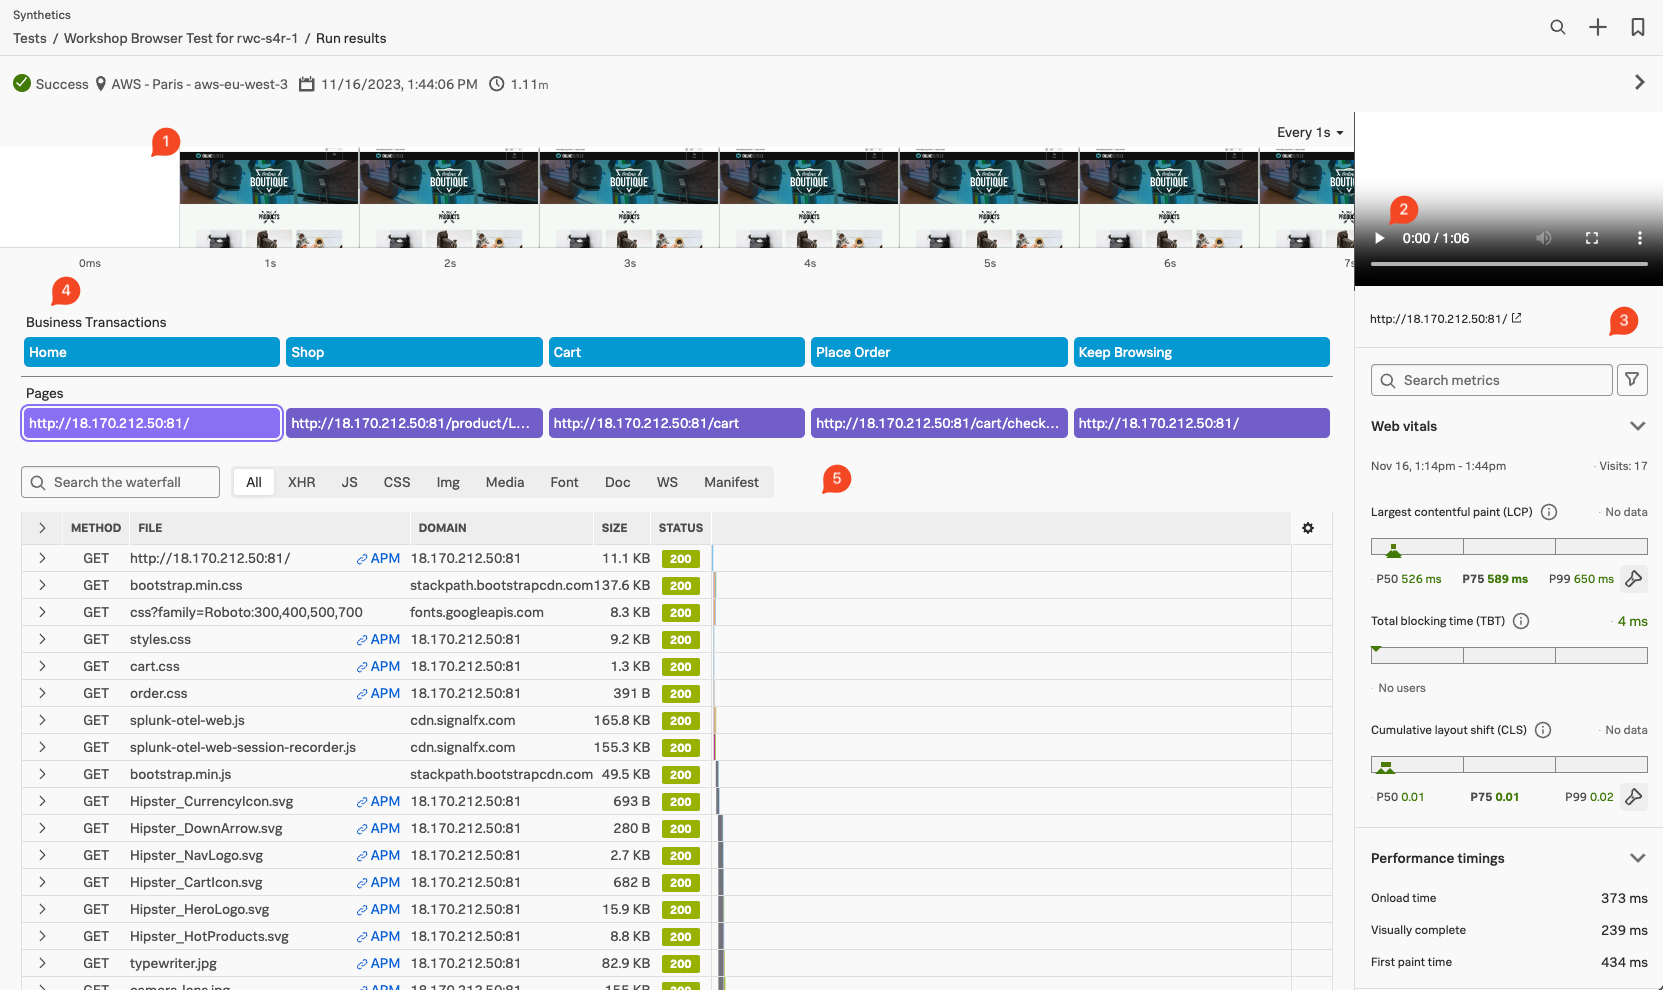 Synthetics
Tests / Workshop Browser Test for rwc-s4r-1 / Run results
Success AWS - Paris - aws-eu-west-3 11/16/2023, 1:44:06 PM 1.11m
Every 1s
1
BOUTIQUE BOUTIQUE BOUTIQUE BOUTIQUE BOUTIQUE BOUTIQUE
PRODUCTS PRODUCTS PRODUCTS PRODUCTS PRODUCTS PRODUCTS
0ms 1s 2s 3s 4s 5s 6s 7s
2
0:00 / 1:06
4
Business Transactions
Home Shop Cart Place Order Keep Browsing
Pages
http://18.170.212.50:81/ http://18.170.212.50:81/product/L... http://18.170.212.50:81/cart http://18.170.212.50:81/cart/check... http://18.170.212.50:81/
Search the waterfall All XHR JS CSS Img Media Font Doc WS Manifest
5
METHOD FILE DOMAIN SIZE STATUS
GET http://18.170.212.50:81/ APM 18.170.212.50:81 11.1 KB 200
GET bootstrap.min.css stackpath.bootstrapcdn.com 137.6 KB 200
GET css?family=Roboto:300,400,500,700 fonts.googleapis.com 8.3 KB 200
GET styles.css APM 18.170.212.50:81 9.2 KB 200
GET cart.css APM 18.170.212.50:81 1.3 KB 200
GET order.css APM 18.170.212.50:81 391 B 200
GET splunk-otel-web.js cdn.signalfx.com 165.8 KB 200
GET splunk-otel-web-session-recorder.js cdn.signalfx.com 155.3 KB 200
GET bootstrap.min.js stackpath.bootstrapcdn.com 49.5 KB 200
GET Hipster_CurrencyIcon.svg APM 18.170.212.50:81 693 B 200
GET Hipster_DownArrow.svg APM 18.170.212.50:81 280 B 200
GET Hipster_NavLogo.svg APM 18.170.212.50:81 2.7 KB 200
GET Hipster_CartIcon.svg APM 18.170.212.50:81 682 B 200
GET Hipster_HeroLogo.svg APM 18.170.212.50:81 15.9 KB 200
GET Hipster_HotProducts.svg APM 18.170.212.50:81 8.8 KB 200
GET typewriter.jpg APM 18.170.212.50:81 82.9 KB 200
GET camera-lens.jpg APM 18.170.212.50:81 155 KB 200
http://18.170.212.50:81/
3
Search metrics
Web vitals
Nov 16, 1:14pm - 1:44pm · Visits: 17
Largest contentful paint (LCP) · No data
· P50 526 ms P75 589 ms P99 650 ms
Total blocking time (TBT) · 4 ms
· No users
Cumulative layout shift (CLS) · No data
· P50 0.01 P75 0.01 P99 0.02
Performance timings
Onload time 373 ms
Visually complete 239 ms
First paint time 434 ms